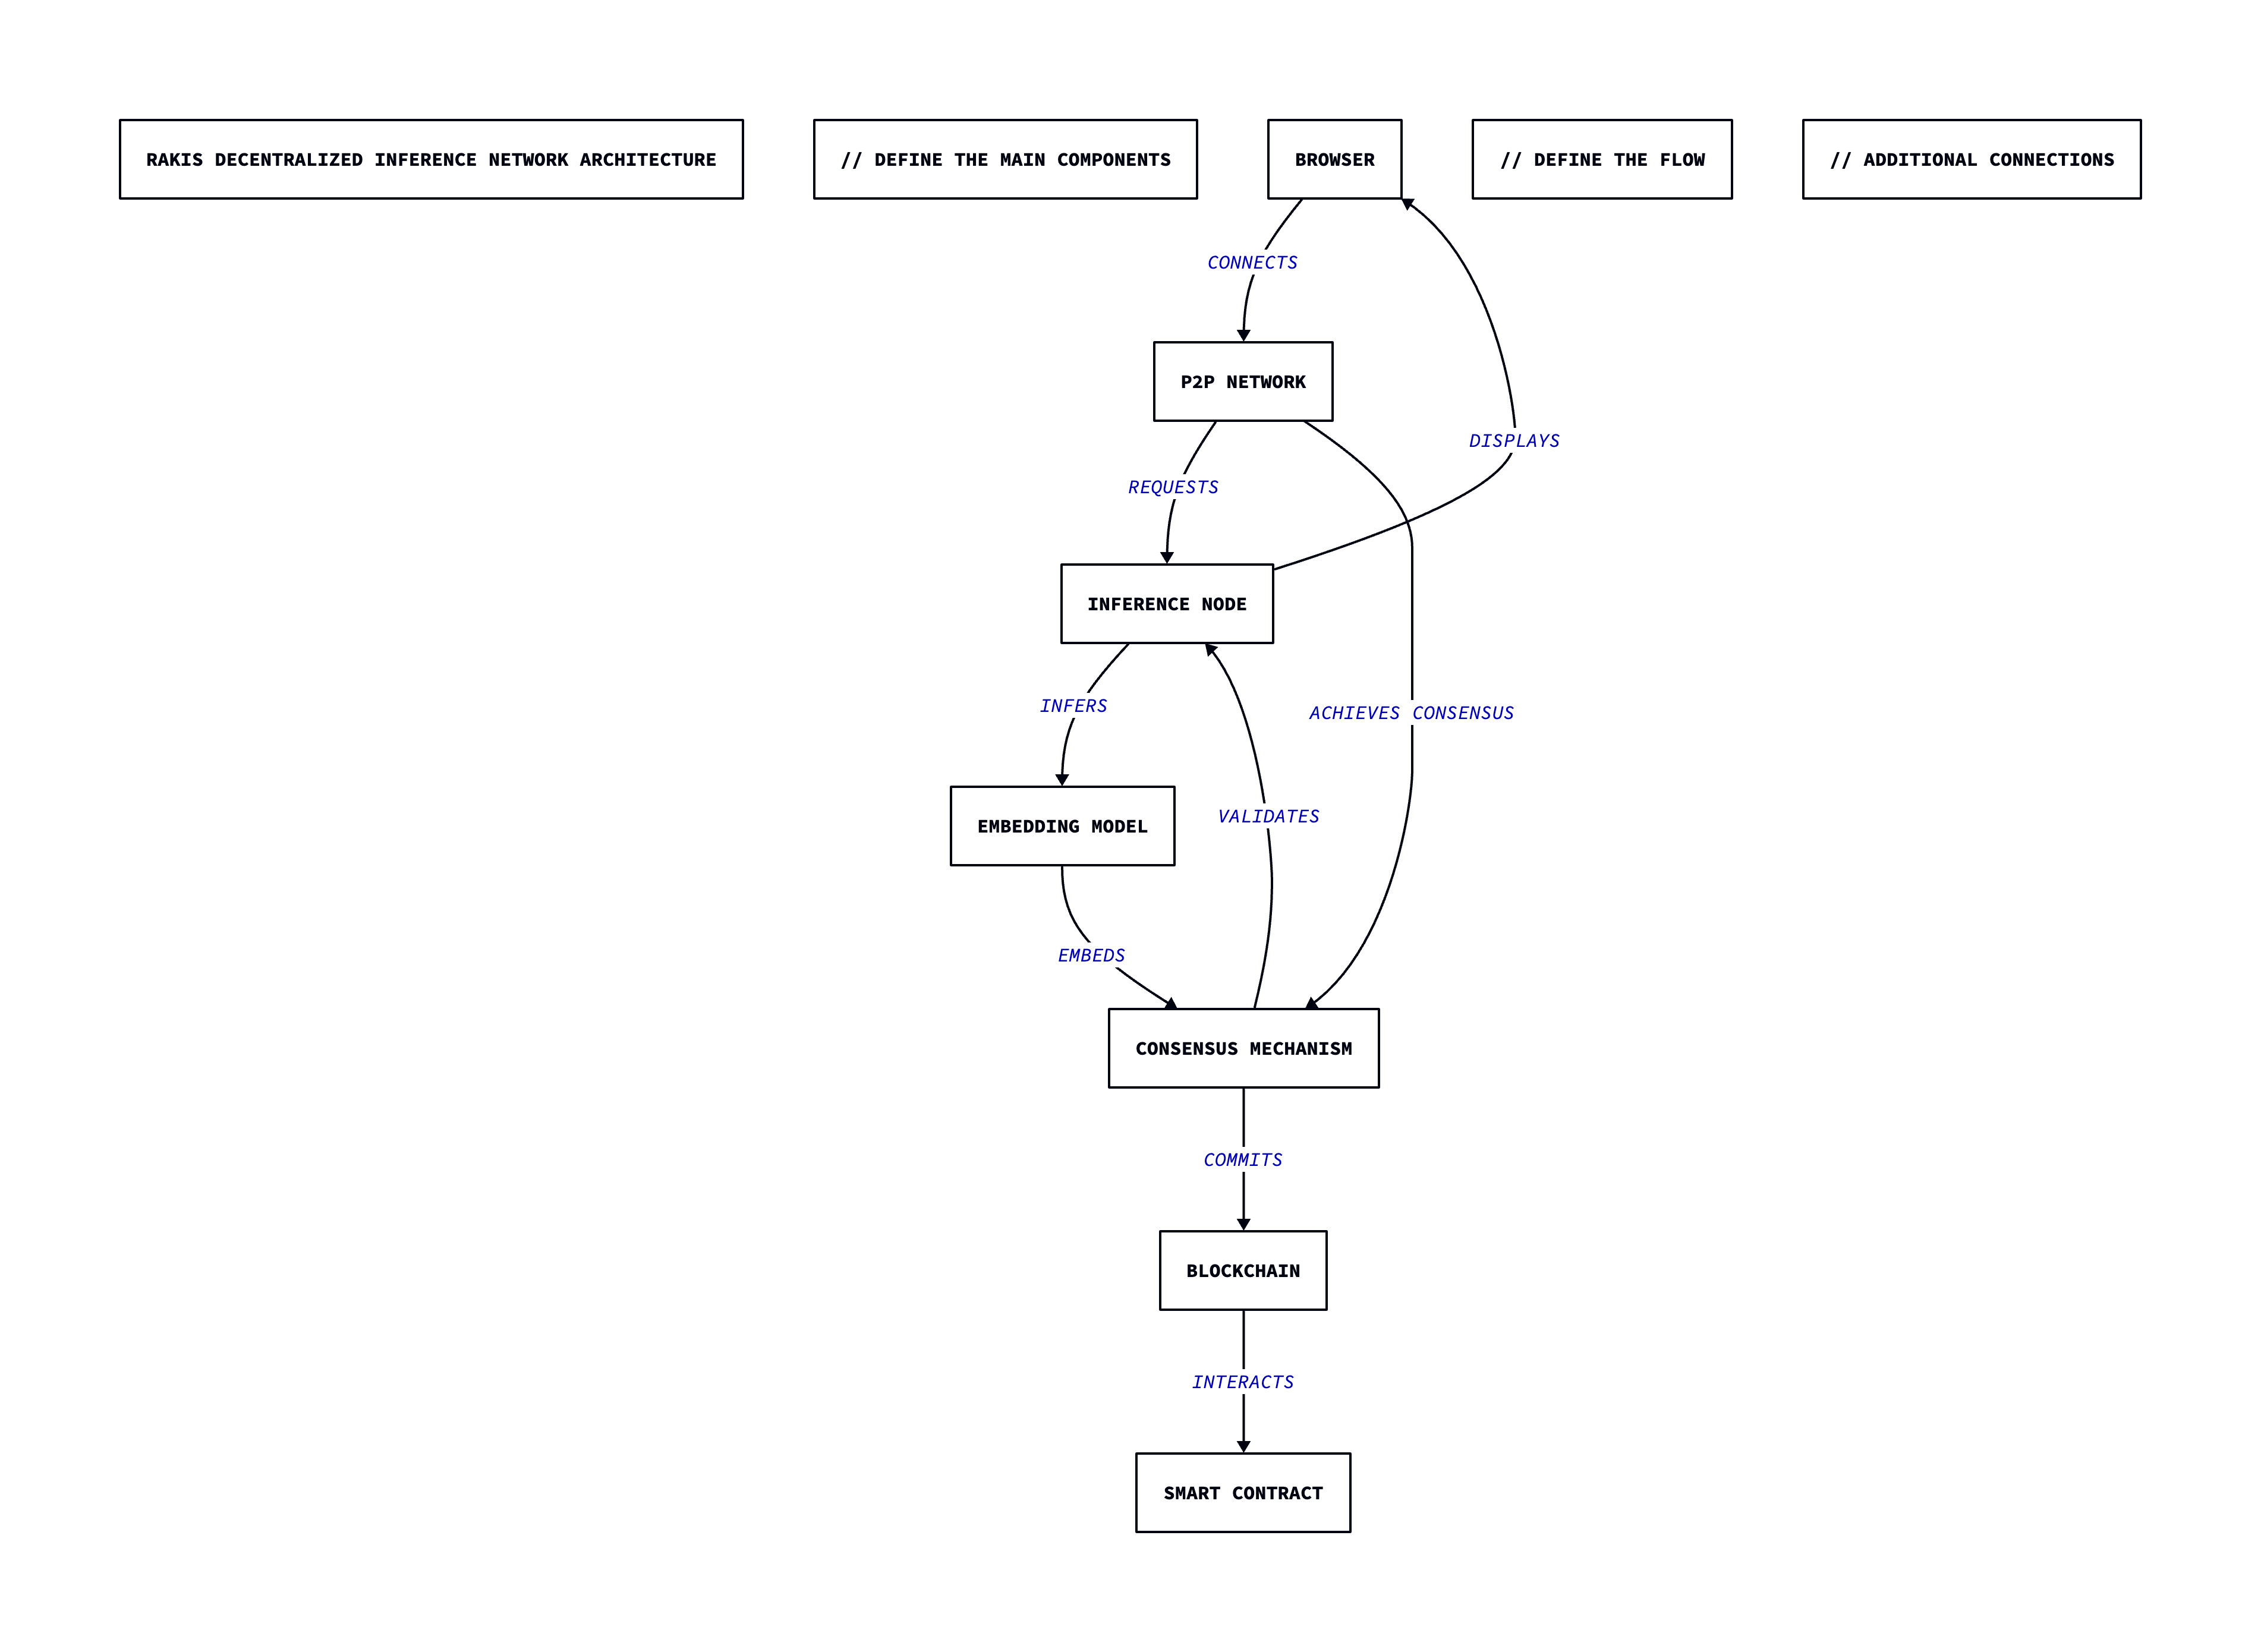 RAKIS DECENTRALIZED INFERENCE NETWORK ARCHITECTURE
// DEFINE THE MAIN COMPONENTS
BROWSER
// DEFINE THE FLOW
// ADDITIONAL CONNECTIONS
CONNECTS
P2P NETWORK
DISPLAYS
REQUESTS
INFERENCE NODE
INFERS
ACHIEVES CONSENSUS
VALIDATES
EMBEDDING MODEL
EMBEDS
CONSENSUS MECHANISM
COMMITS
BLOCKCHAIN
INTERACTS
SMART CONTRACT